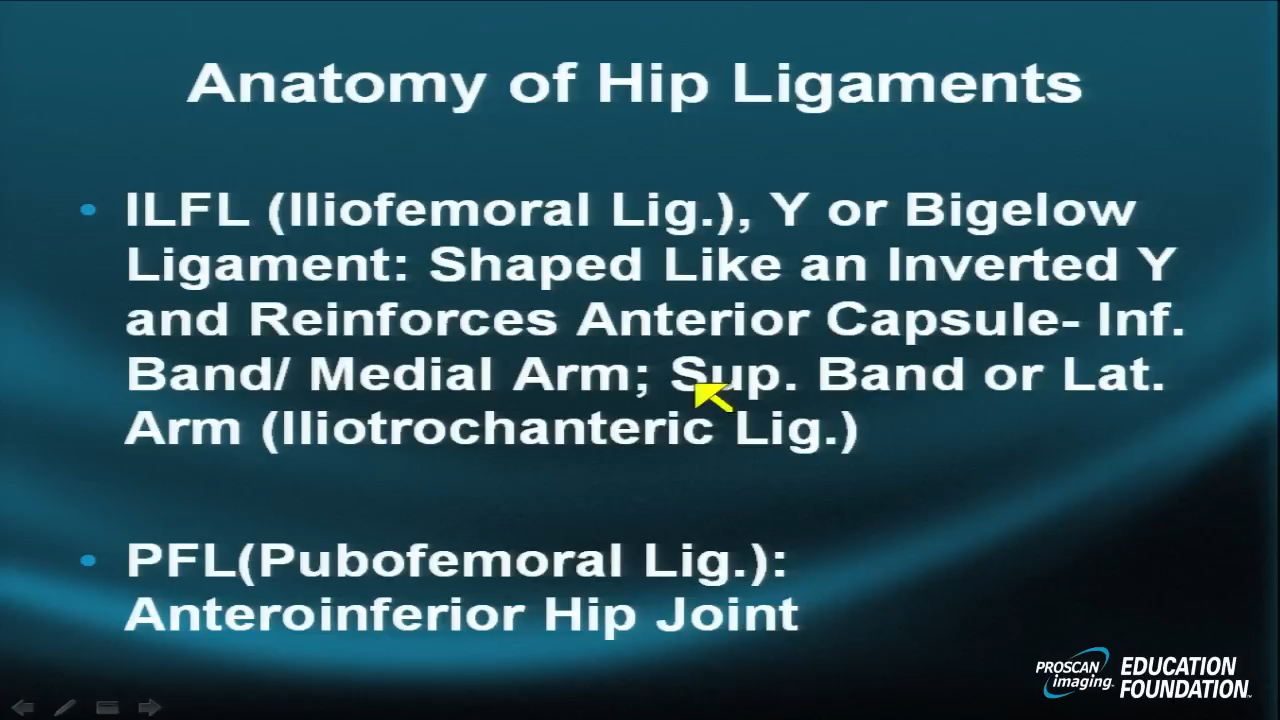 Anatomy of Hip Ligaments
• ILFL (Iliofemoral Lig.), Y or Bigelow
Ligament: Shaped Like an Inverted Y
and Reinforces Anterior Capsule- Inf.
Band/ Medial Arm; Sup. Band or Lat.
Arm (Iliotrochanteric Lig.)
• PFL(Pubofemoral Lig.):
Anteroinferior Hip Joint
PROSCAN
imaging
EDUCATION
FOUNDATION